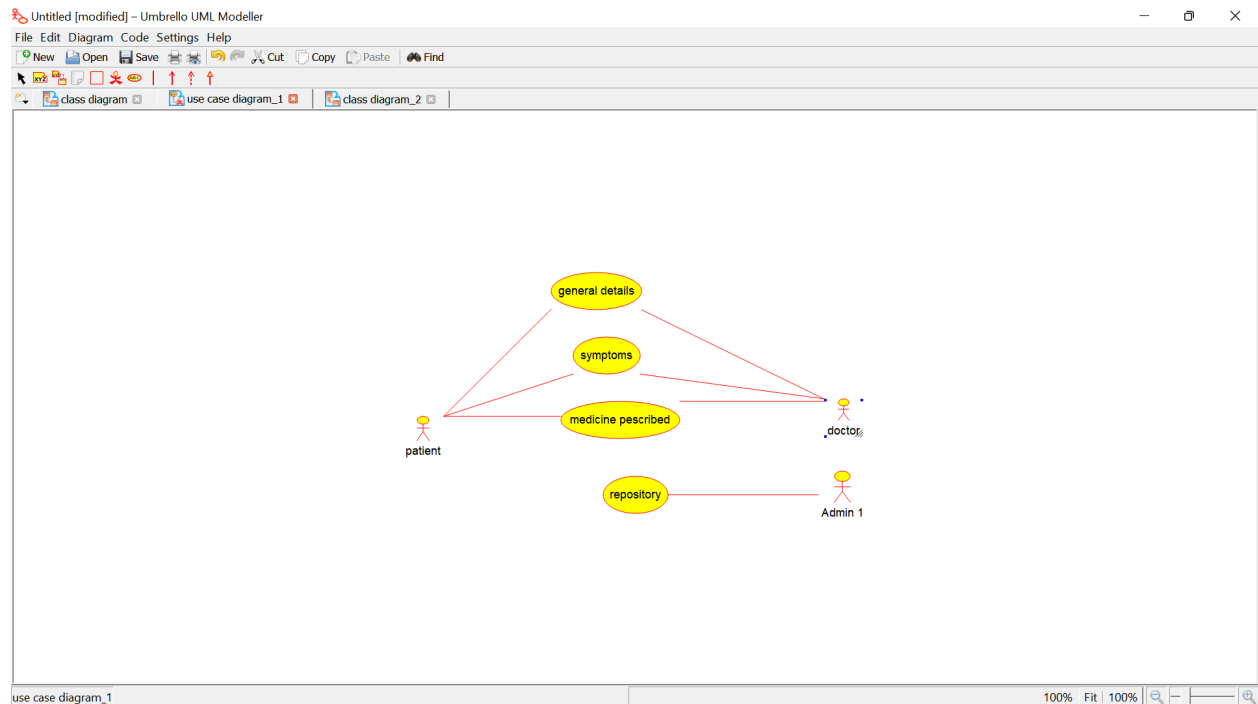 Untitled [modified] – Umbrello UML Modeller
File Edit Diagram Code Settings Help
New Open Save Cut Copy Paste Find
XYZ ABC
class diagram use case diagram_1 class diagram_2
general details
symptoms
medicine pescribed
patient
doctor
repository
Admin 1
use case diagram_1
100% Fit 100%